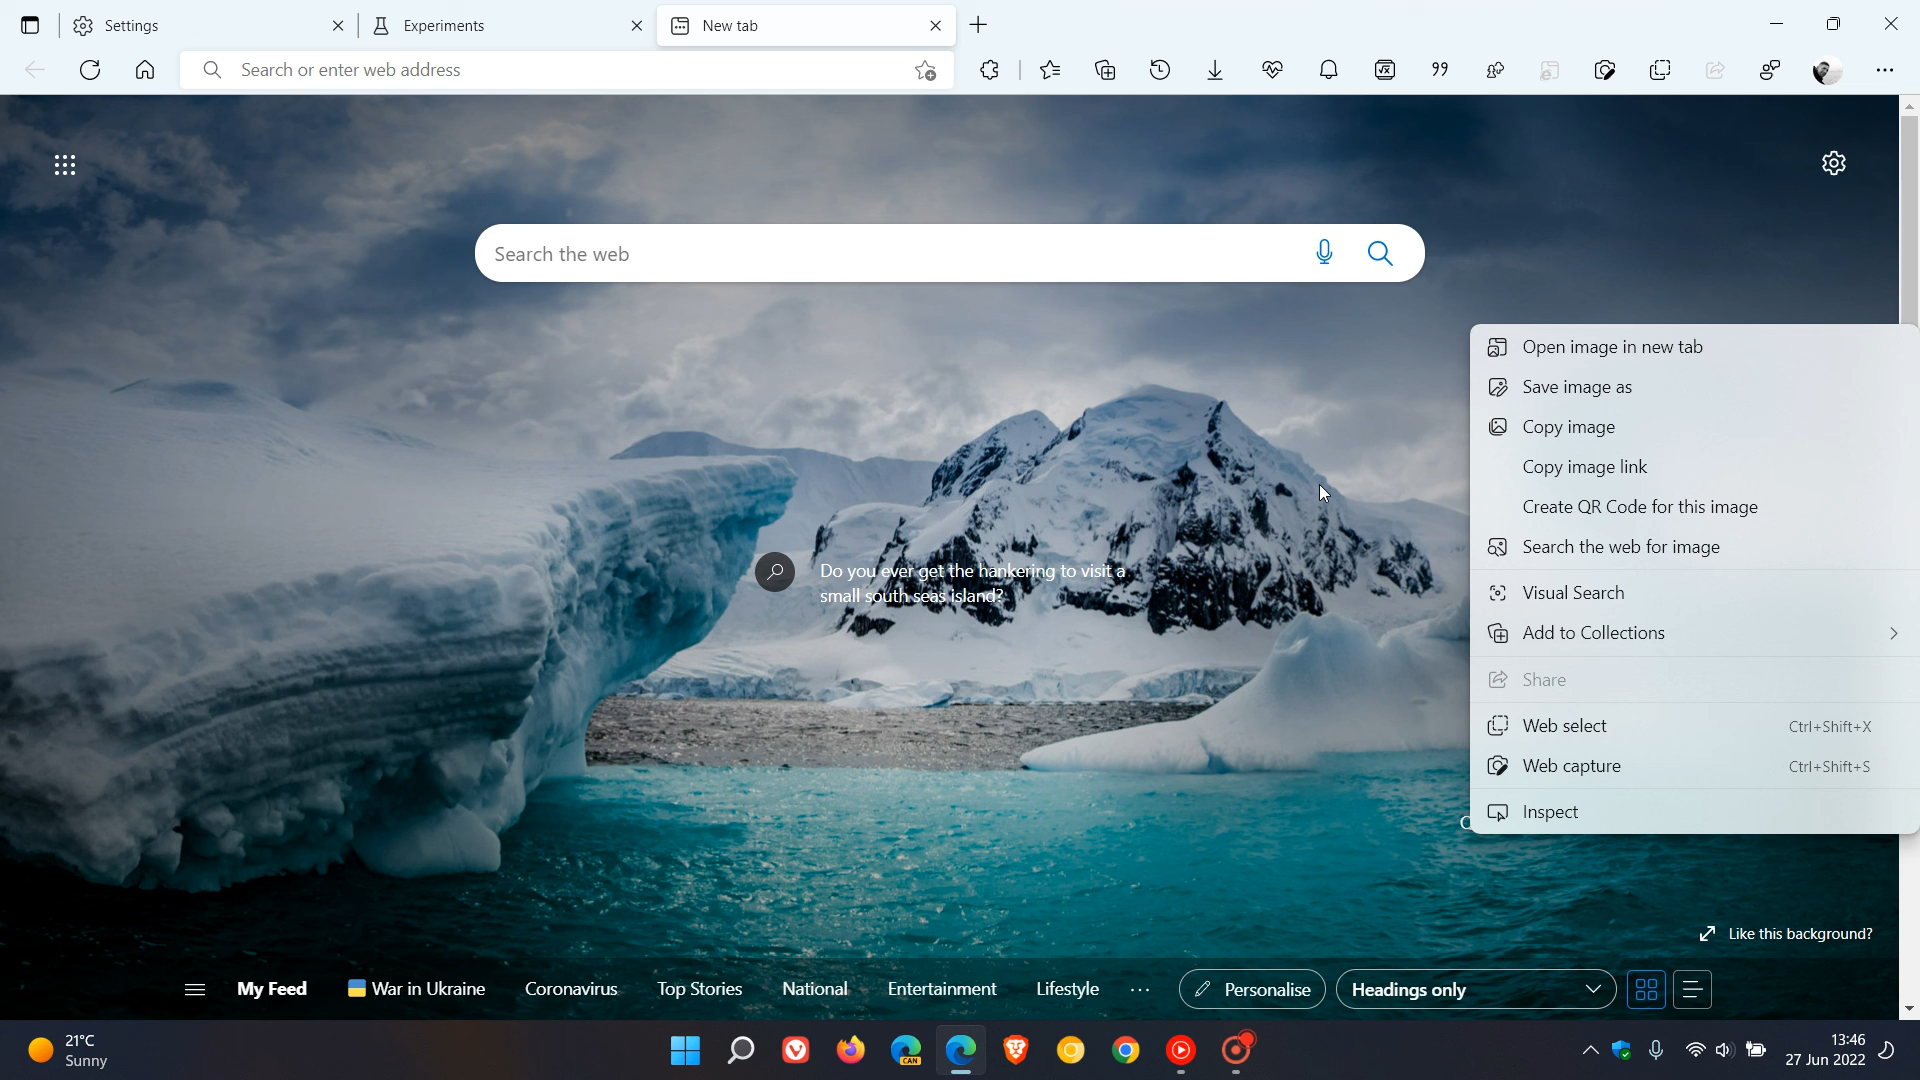 Settings
Experiments
New tab
Search or enter web address
Search the web
Open image in new tab
Save image as
Copy image
Copy image link
Create QR Code for this image
Search the web for image
Visual Search
Add to Collections
Share
Web select Ctrl+Shift+X
Web capture Ctrl+Shift+S
Inspect
Do you ever get the hankering to visit a
small south seas island?
Like this background?
My Feed War in Ukraine Coronavirus Top Stories National Entertainment Lifestyle ... Personalise Headings only
21°C
Sunny
CAN
13:46
27 Jun 2022